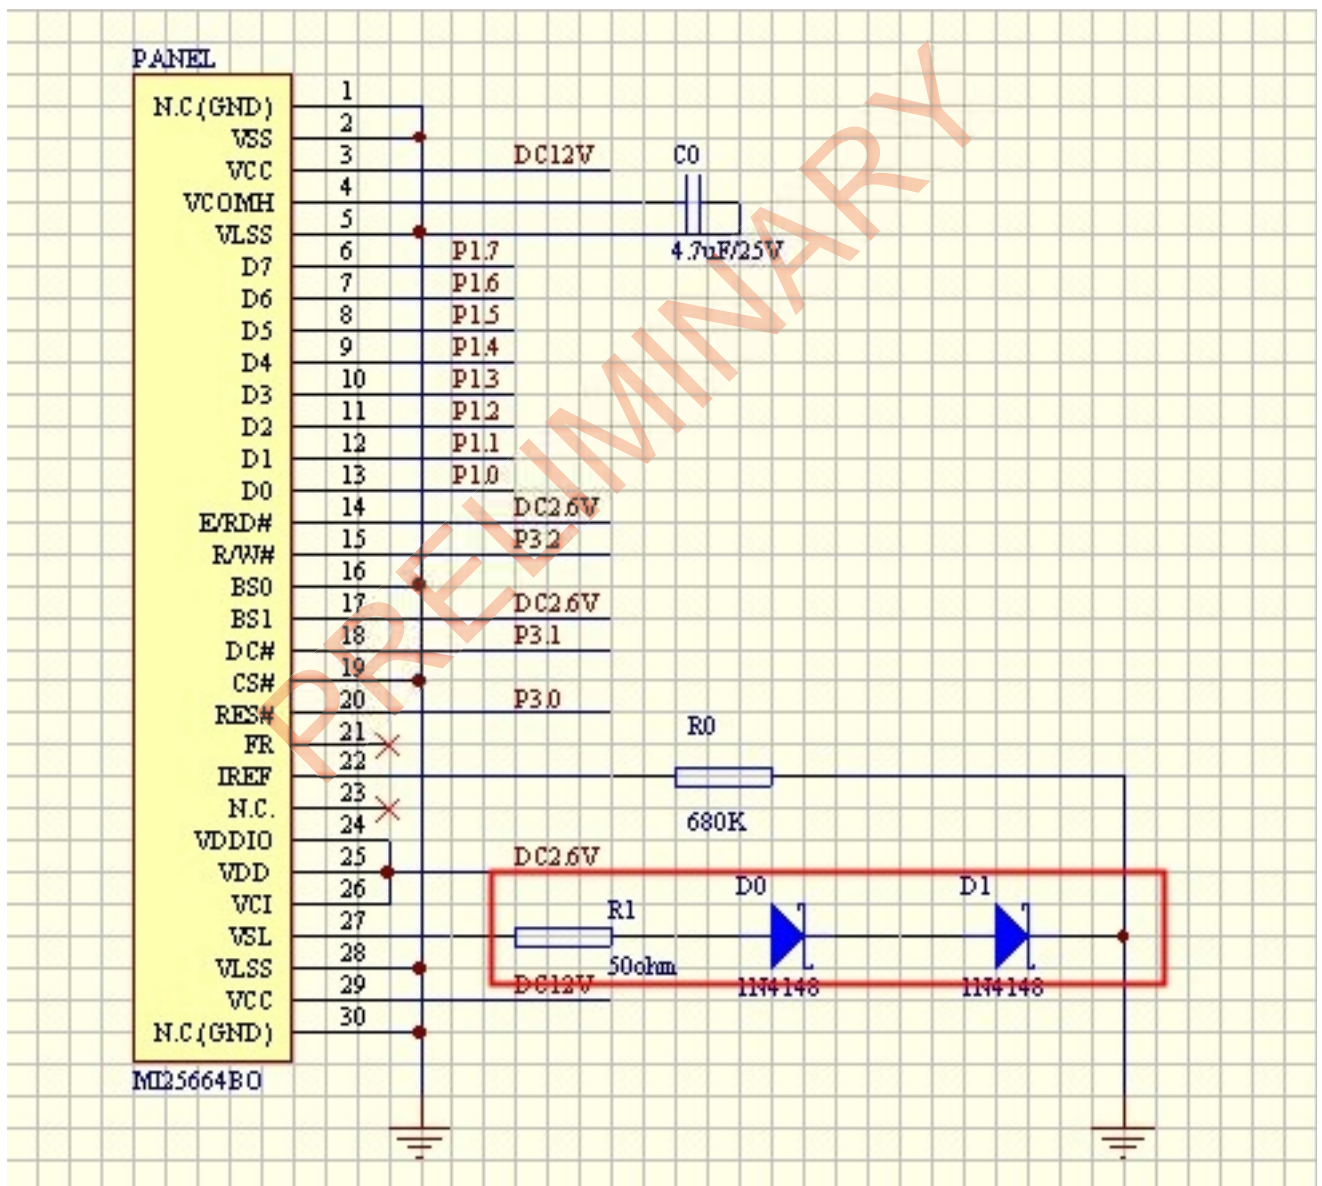 PANEL
N.C.(GND) 1
VSS 2
VCC 3 DC12V C0
VCOMH 4
VLSS 5
4.7uF/25V
D7 6 P1.7
D6 7 P1.6
D5 8 P1.5
D4 9 P1.4
D3 10 P1.3
D2 11 P1.2
D1 12 P1.1
D0 13 P1.0
E/RD# 14 DC2.6V
R/W# 15 P3.2
BS0 16
BS1 17 DC2.6V
DC# 18 P3.1
CS# 19
RES# 20 P3.0
FR 21 R0
IREF 22
N.C. 23 680K
VDDIO 24
VDD 25 DC2.6V
VCI 26 D0 D1
VSL 27 R1
VLSS 28 50ohm
VCC 29 DC12V 1N4148 1N4148
N.C.(GND) 30
MI25664BO
PRELIMINARY